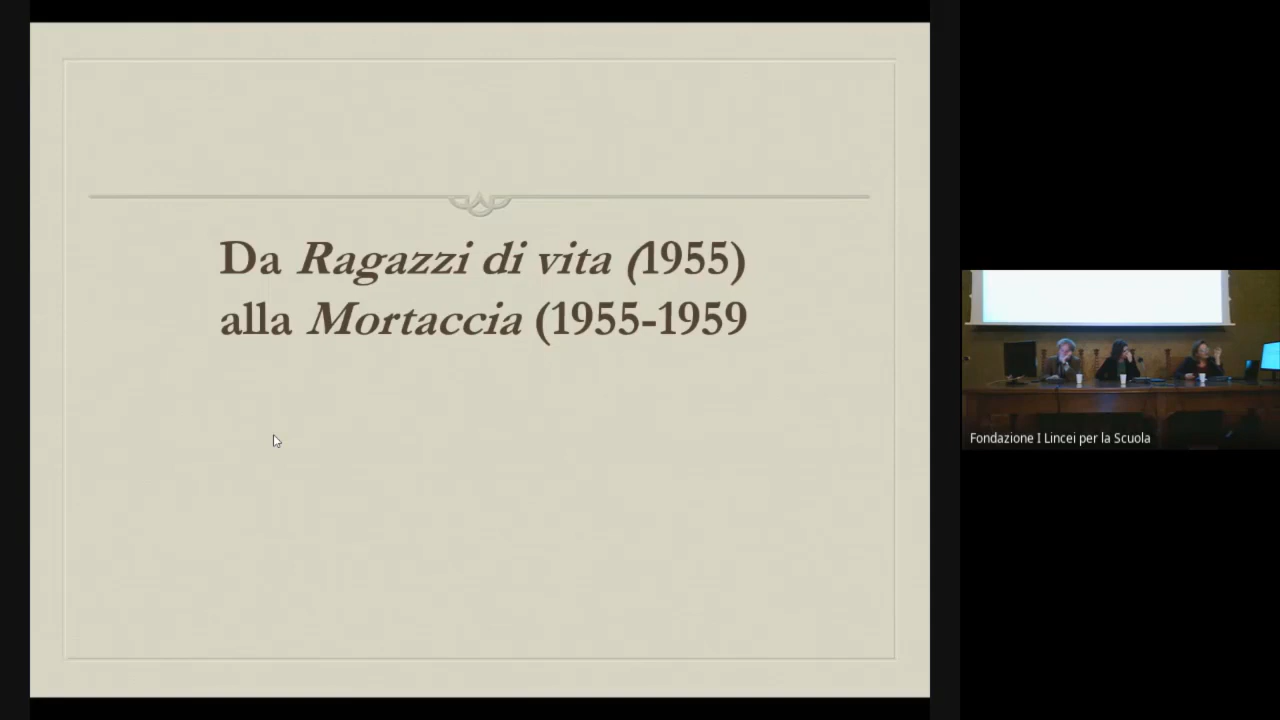 Da Ragazzi di vita (1955)
alla Mortaccia (1955-1959
Fondazione I Lincei per la Scuola